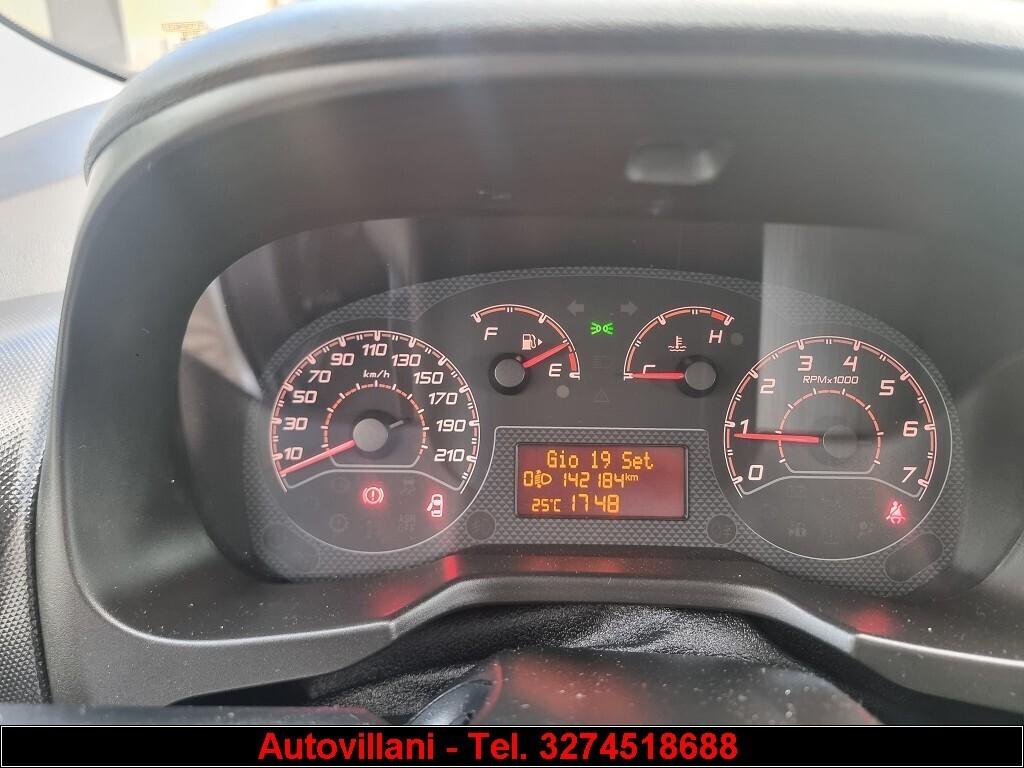 10 30 50 70 90 110 130 150 170 190 210
km/h
F E
C H
0 1 2 3 4 5 6 7
RPMx1000
Gio 19 Set
0 142184km
25°C 17 48
Autovillani - Tel. 3274518688